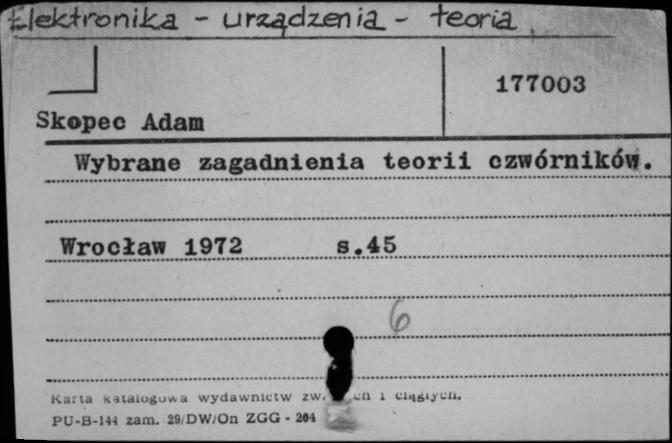 Elektronika - urządzenia - teoria
177003
Skopec Adam
Wybrane zagadnienia teorii czwórników.
Wrocław 1972 s.45
6
Karta katalogowa wydawnictw i ciągłych.
PU-B-144 zam. 29/DW/On ZGG - 204